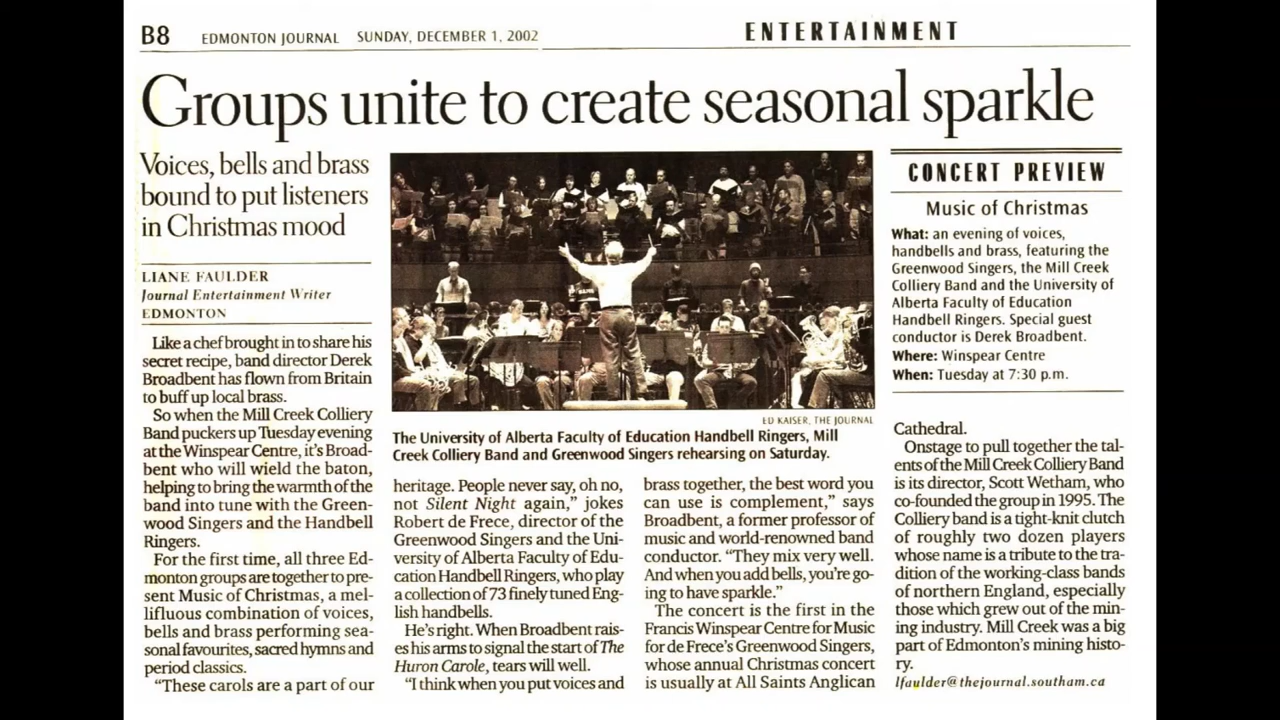 B8 EDMONTON JOURNAL SUNDAY, DECEMBER 1, 2002
ENTERTAINMENT
Groups unite to create seasonal sparkle
Voices, bells and brass
bound to put listeners
in Christmas mood
LIANE FAULDER
Journal Entertainment Writer
EDMONTON
Like a chef brought in to share his
secret recipe, band director Derek
Broadbent has flown from Britain
to buff up local brass.
So when the Mill Creek Colliery
Band puckers up Tuesday evening
at the Winspear Centre, it's Broad-
bent who will wield the baton,
helping to bring the warmth of the
band into tune with the Green-
wood Singers and the Handbell
Ringers.
For the first time, all three Ed-
monton groups are together to pre-
sent Music of Christmas, a mel-
lifluous combination of voices,
bells and brass performing sea-
sonal favourites, sacred hymns and
period classics.
"These carols are a part of our
ED KAISER, THE JOURNAL
The University of Alberta Faculty of Education Handbell Ringers, Mill
Creek Colliery Band and Greenwood Singers rehearsing on Saturday.
heritage. People never say, oh no,
not Silent Night again," jokes
Robert de Frece, director of the
Greenwood Singers and the Uni-
versity of Alberta Faculty of Edu-
cation Handbell Ringers, who play
a collection of 73 finely tuned Eng-
lish handbells.
He's right. When Broadbent rais-
es his arms to signal the start of The
Huron Carole, tears will well.
"I think when you put voices and
brass together, the best word you
can use is complement," says
Broadbent, a former professor of
music and world-renowned band
conductor. "They mix very well.
And when you add bells, you're go-
ing to have sparkle."
The concert is the first in the
Francis Winspear Centre for Music
for de Frece's Greenwood Singers,
whose annual Christmas concert
is usually at All Saints Anglican
CONCERT PREVIEW
Music of Christmas
What: an evening of voices,
handbells and brass, featuring the
Greenwood Singers, the Mill Creek
Colliery Band and the University of
Alberta Faculty of Education
Handbell Ringers. Special guest
conductor is Derek Broadbent.
Where: Winspear Centre
When: Tuesday at 7:30 p.m.
Cathedral.
Onstage to pull together the tal-
ents of the Mill Creek Colliery Band
is its director, Scott Wetham, who
co-founded the group in 1995. The
Colliery band is a tight-knit clutch
of roughly two dozen players
whose name is a tribute to the tra-
dition of the working-class bands
of northern England, especially
those which grew out of the min-
ing industry. Mill Creek was a big
part of Edmonton's mining histo-
ry.
lfaulder@thejournal.southam.ca